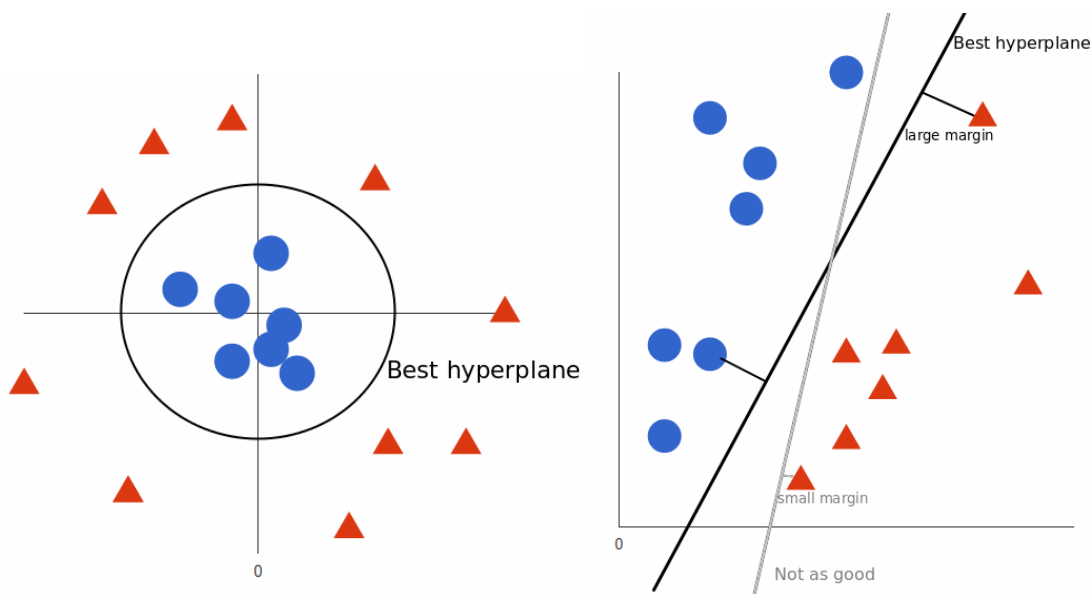 Best hyperplane
0
Best hyperplane
large margin
small margin
0
Not as good